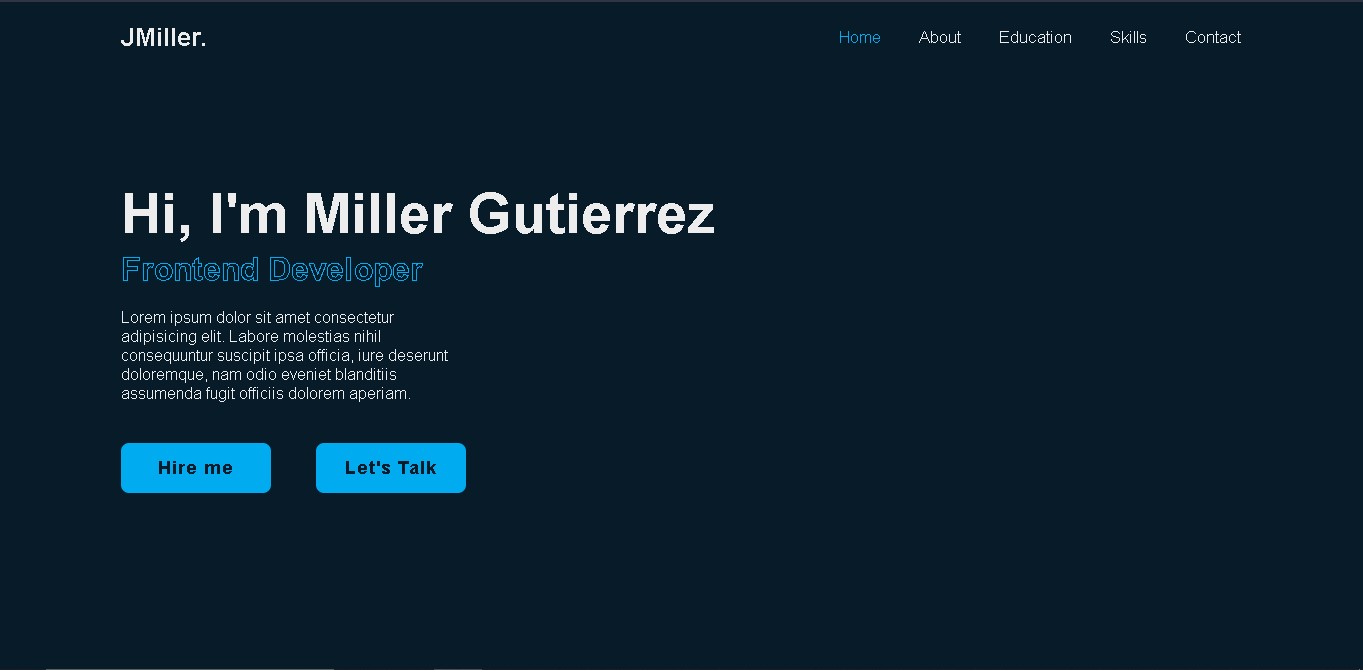 JMiller.
Home About Education Skills Contact
Hi, I'm Miller Gutierrez
Frontend Developer
Lorem ipsum dolor sit amet consectetur
adipisicing elit. Labore molestias nihil
consequuntur suscipit ipsa officia, iure deserunt
doloremque, nam odio eveniet blanditiis
assumenda fugit officiis dolorem aperiam.
Hire me Let's Talk